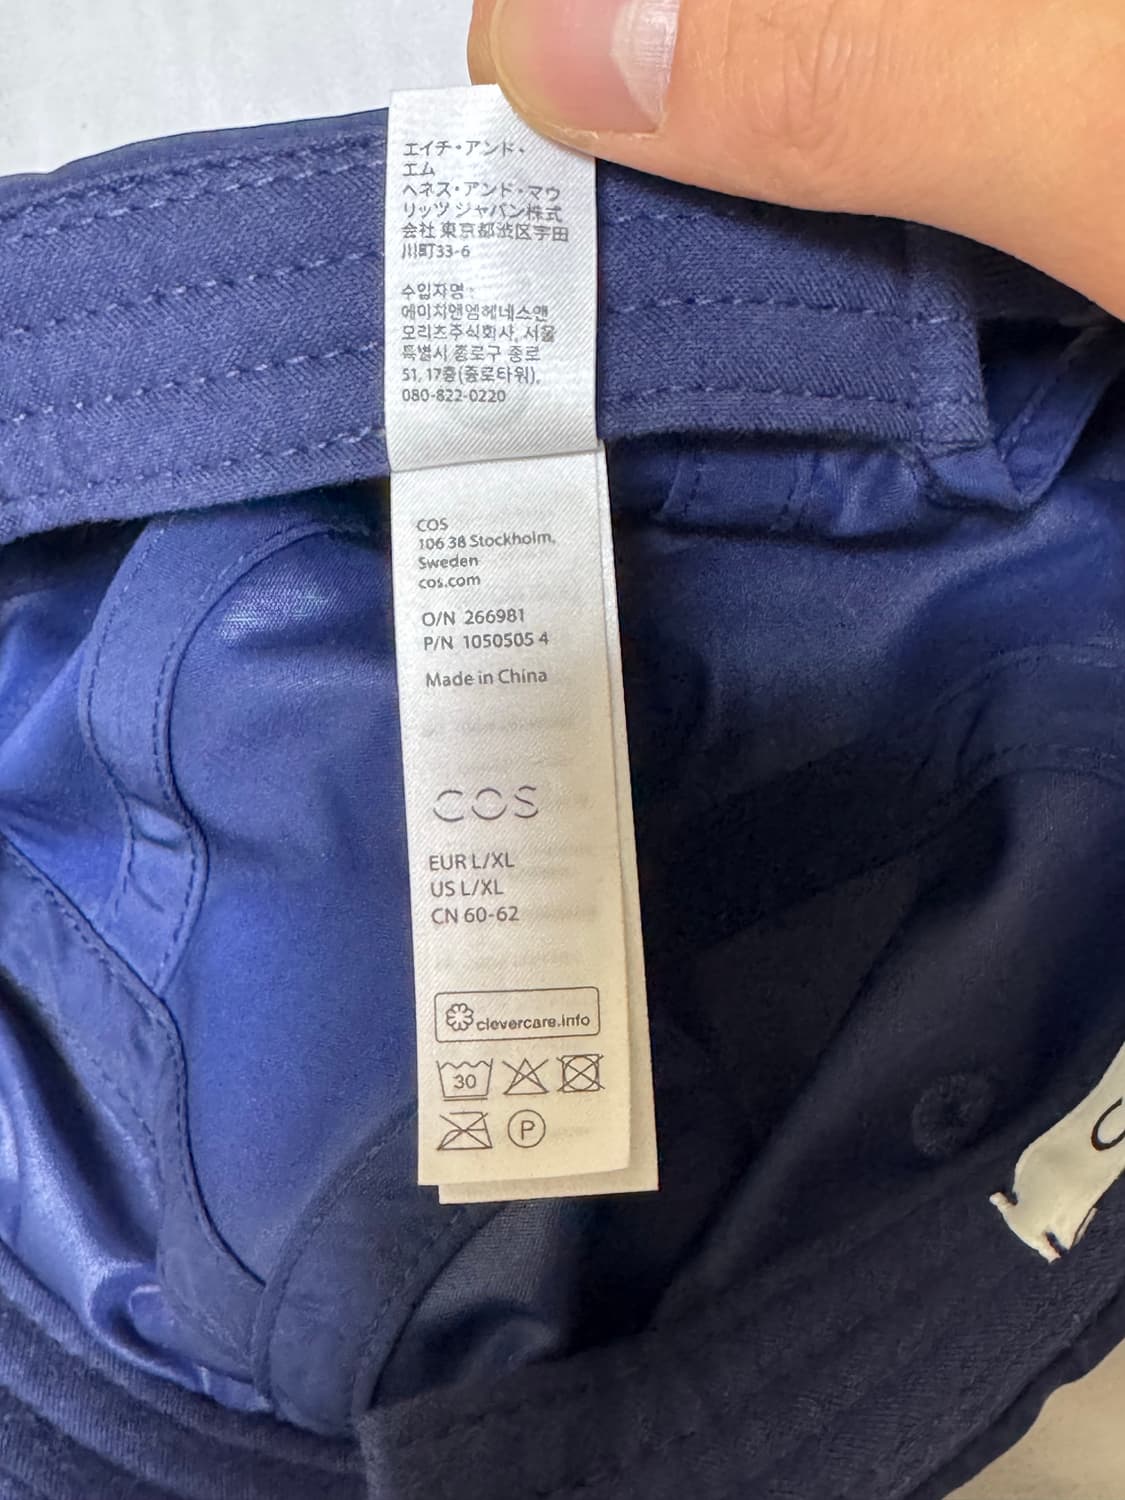 エイチ・アンド・
エム
ヘネス・アンド・マウ
リッツ ジャパン株式
会社 東京都渋区宇田
川町33-6
수입자명 :
에이치앤엠헤네스앤
모리츠주식회사, 서울
특별시 종로구 종로
51, 17층(종로타워),
080-822-0220
COS
106 38 Stockholm,
Sweden
cos.com
O/N 266981
P/N 1050505 4
Made in China
COS
EUR L/XL
US L/XL
CN 60-62
clevercare.info
30
P